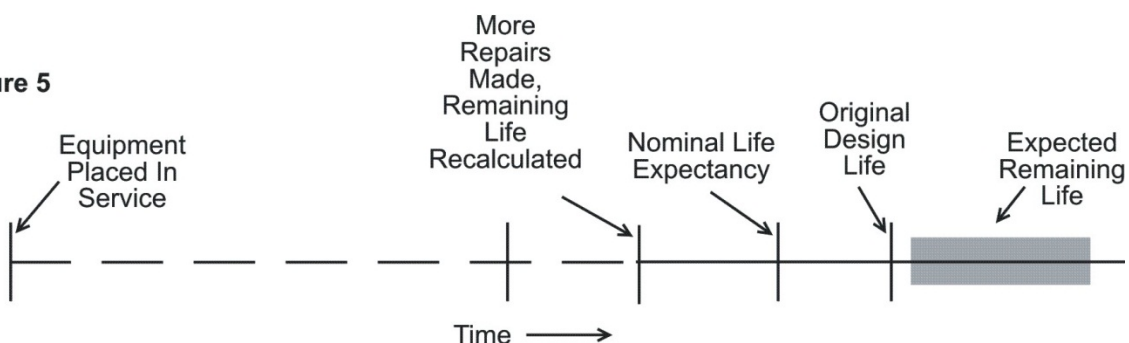 ure 5
Equipment
Placed In
Service
More
Repairs
Made,
Remaining
Life
Recalculated
Nominal Life
Expectancy
Original
Design
Life
Expected
Remaining
Life
Time